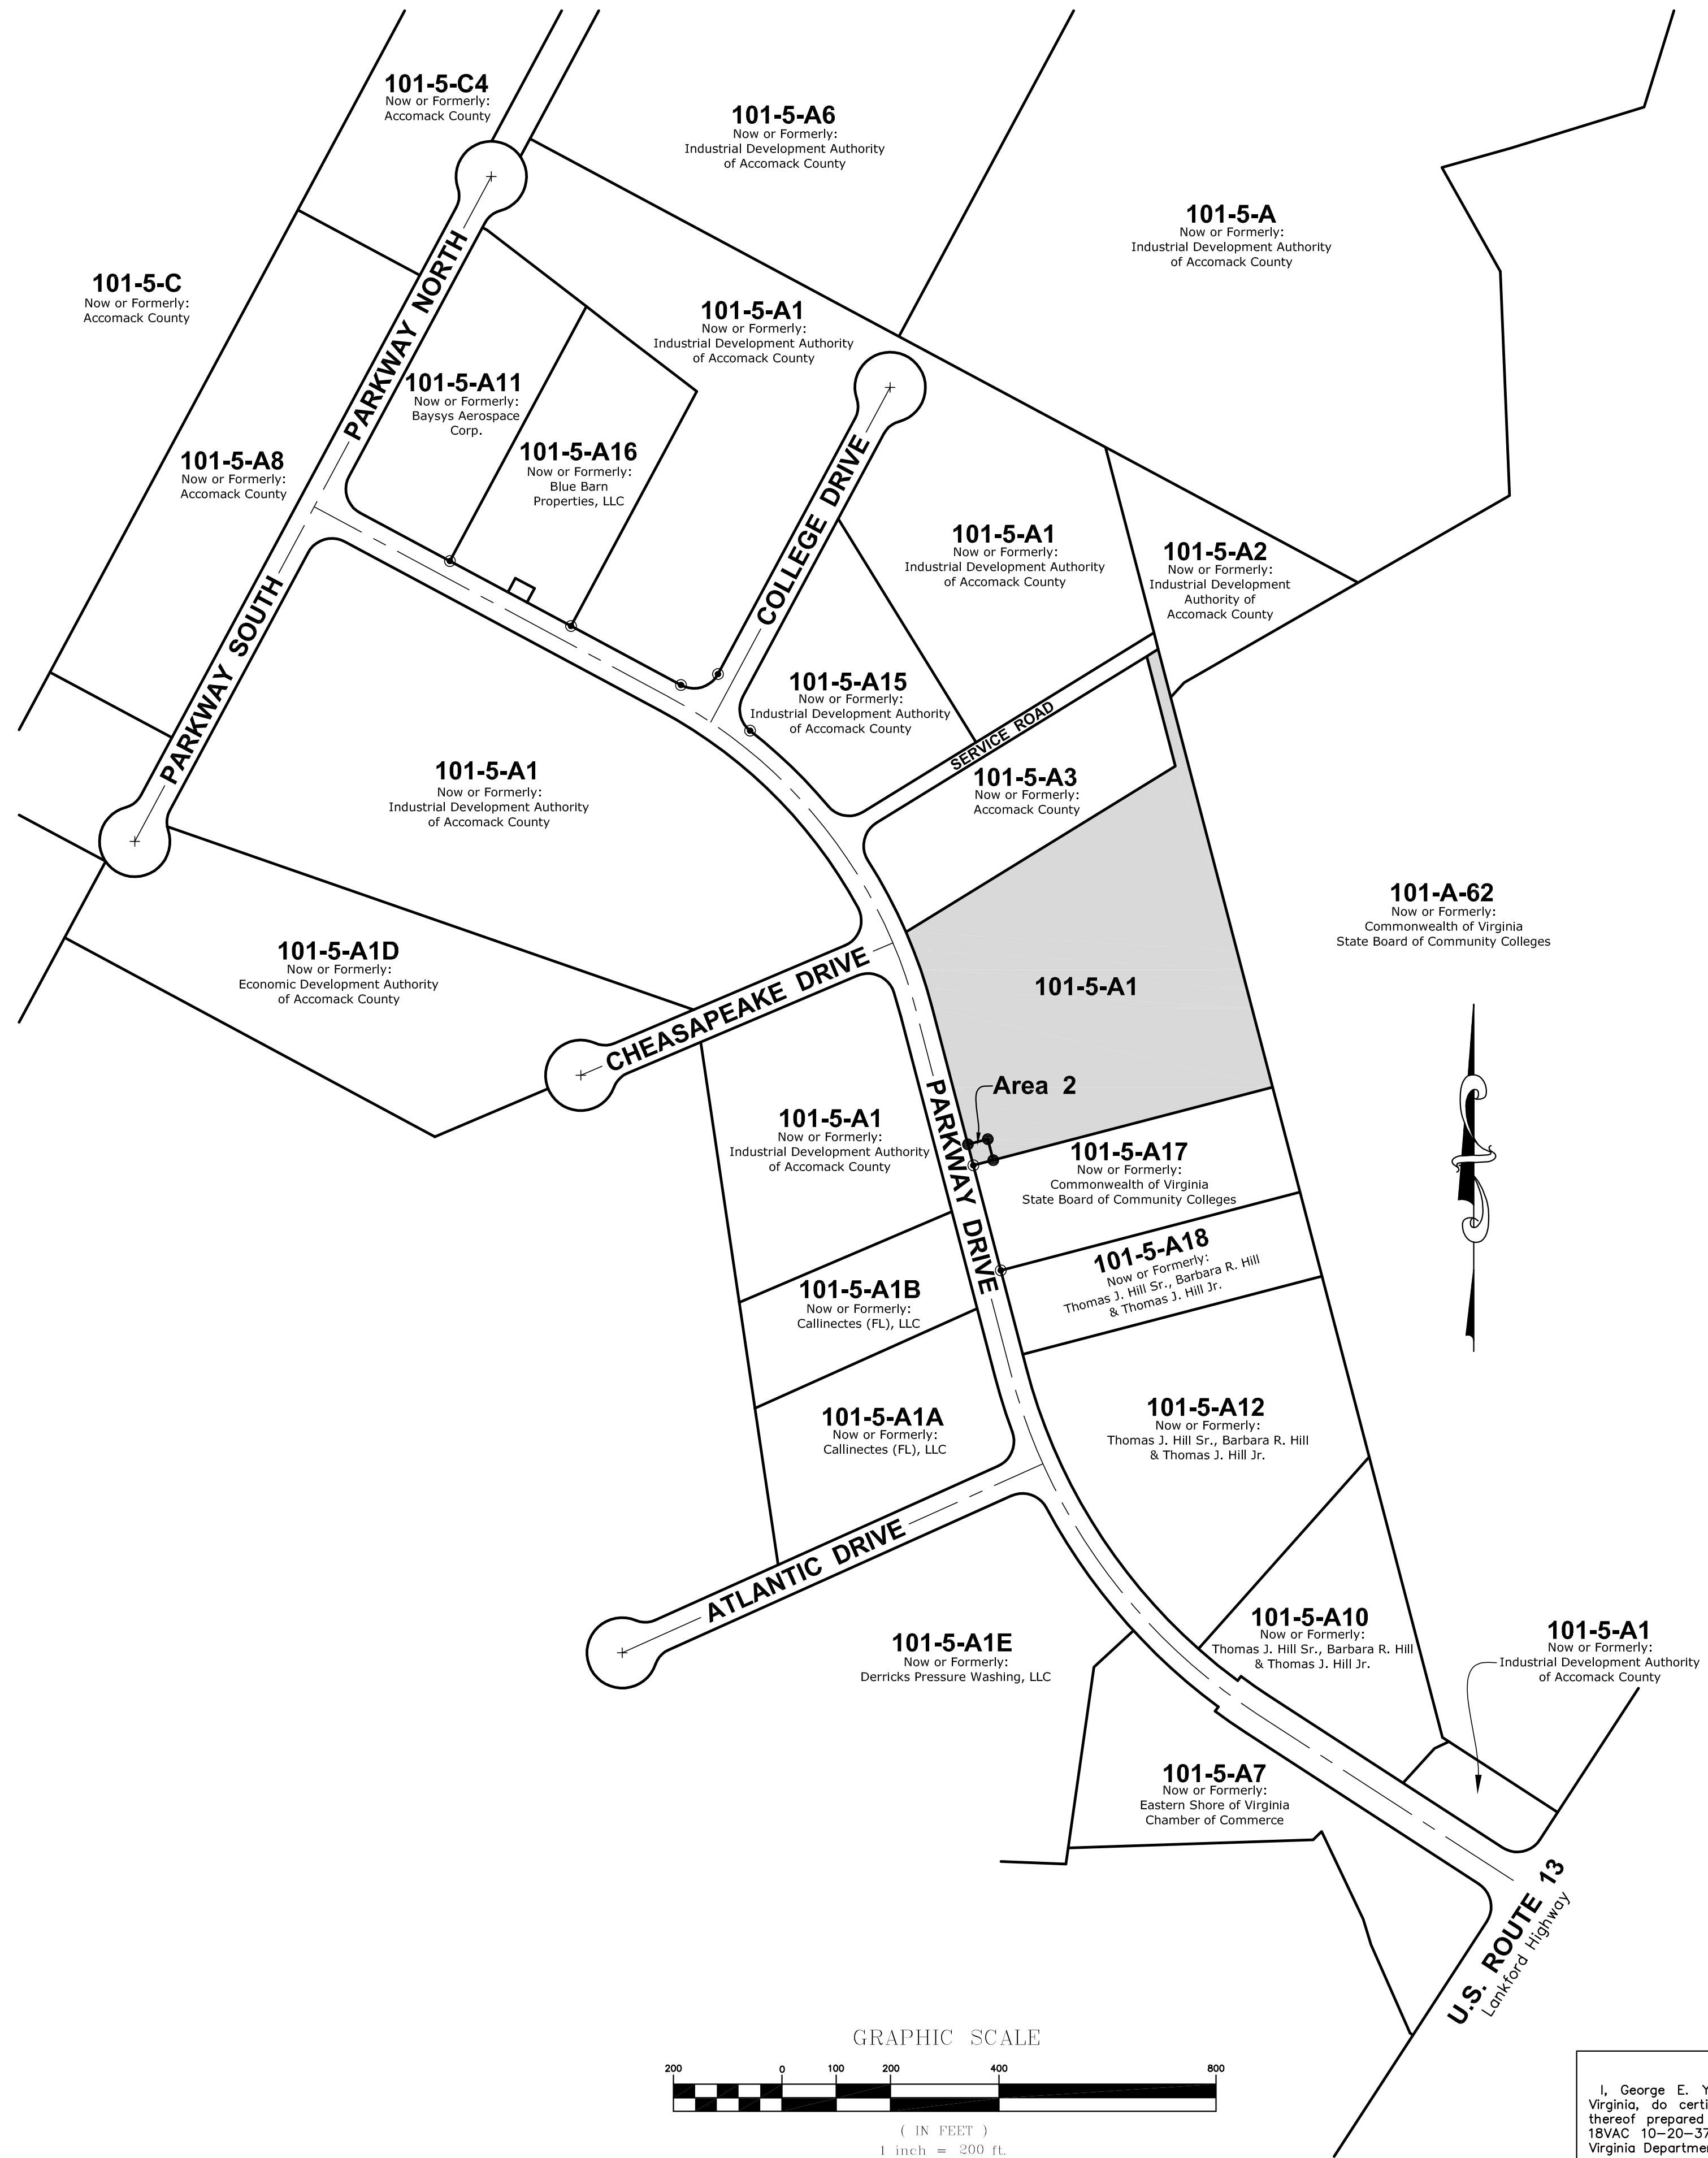 101-5-C4
Now or Formerly:
Accomack County
101-5-A6
Now or Formerly:
Industrial Development Authority
of Accomack County
101-5-A
Now or Formerly:
Industrial Development Authority
of Accomack County
101-5-C
Now or Formerly:
Accomack County
PARKWAY NORTH
101-5-A1
Now or Formerly:
Industrial Development Authority
of Accomack County
101-5-A11
Now or Formerly:
Baysys Aerospace
Corp.
101-5-A16
Now or Formerly:
Blue Barn
Properties, LLC
101-5-A8
Now or Formerly:
Accomack County
COLLEGE DRIVE
101-5-A1
Now or Formerly:
Industrial Development Authority
of Accomack County
101-5-A2
Now or Formerly:
Industrial Development
Authority of
Accomack County
PARKWAY SOUTH
101-5-A15
Now or Formerly:
Industrial Development Authority
of Accomack County
SERVICE ROAD
101-5-A3
Now or Formerly:
Accomack County
101-5-A1
Now or Formerly:
Industrial Development Authority
of Accomack County
101-A-62
Now or Formerly:
Commonwealth of Virginia
State Board of Community Colleges
101-5-A1D
Now or Formerly:
Economic Development Authority
of Accomack County
CHEASAPEAKE DRIVE
101-5-A1
Area 2
PARKWAY DRIVE
101-5-A1
Now or Formerly:
Industrial Development Authority
of Accomack County
101-5-A17
Now or Formerly:
Commonwealth of Virginia
State Board of Community Colleges
101-5-A18
Now or Formerly:
Thomas J. Hill Sr., Barbara R. Hill
& Thomas J. Hill Jr.
101-5-A1B
Now or Formerly:
Callinectes (FL), LLC
101-5-A1A
Now or Formerly:
Callinectes (FL), LLC
101-5-A12
Now or Formerly:
Thomas J. Hill Sr., Barbara R. Hill
& Thomas J. Hill Jr.
ATLANTIC DRIVE
101-5-A1E
Now or Formerly:
Derricks Pressure Washing, LLC
101-5-A10
Now or Formerly:
Thomas J. Hill Sr., Barbara R. Hill
& Thomas J. Hill Jr.
101-5-A1
Now or Formerly:
Industrial Development Authority
of Accomack County
101-5-A7
Now or Formerly:
Eastern Shore of Virginia
Chamber of Commerce
U.S. ROUTE 13
Lankford Highway
GRAPHIC SCALE
200 0 100 200 400 800
( IN FEET )
1 inch = 200 ft.
I, George E. Y
Virginia, do certi
thereof prepared
18VAC 10-20-37
Virginia Departmen